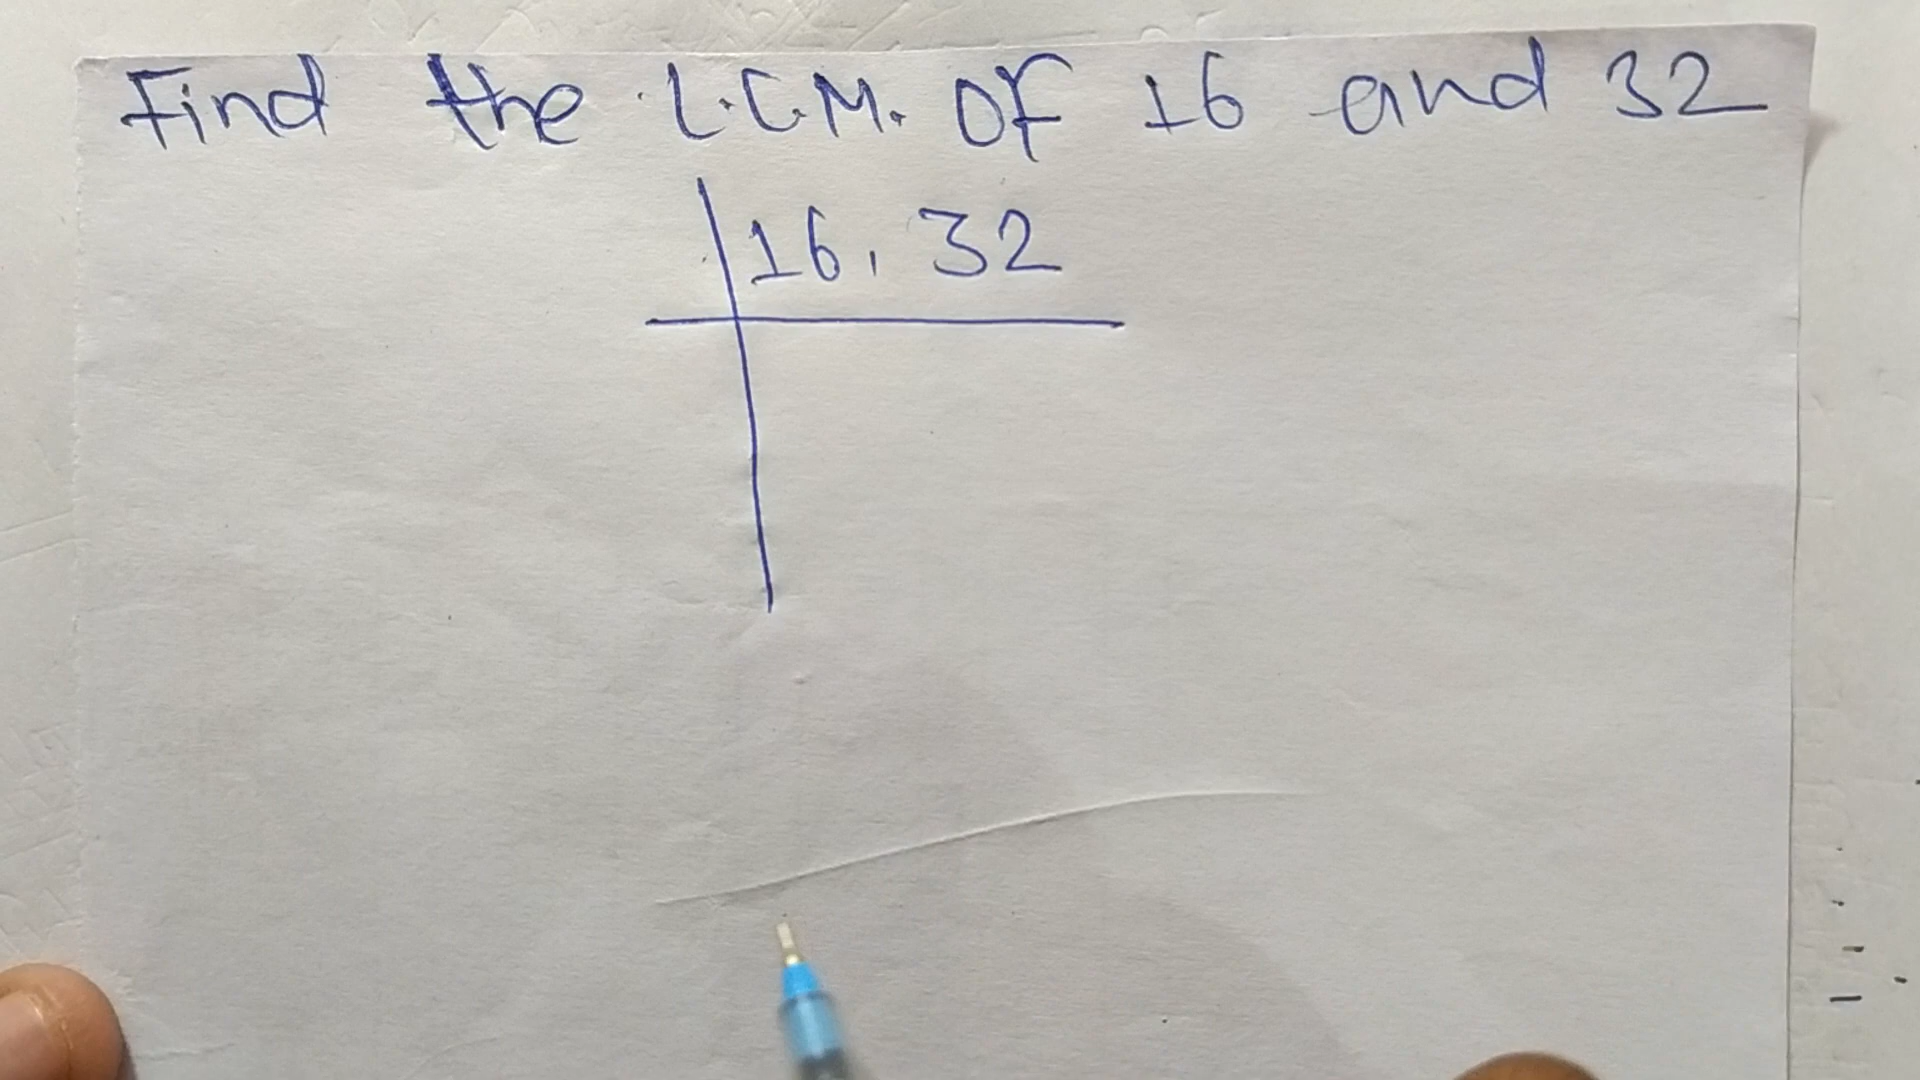 Find the L.C.M. OF 16 and 32
16, 32